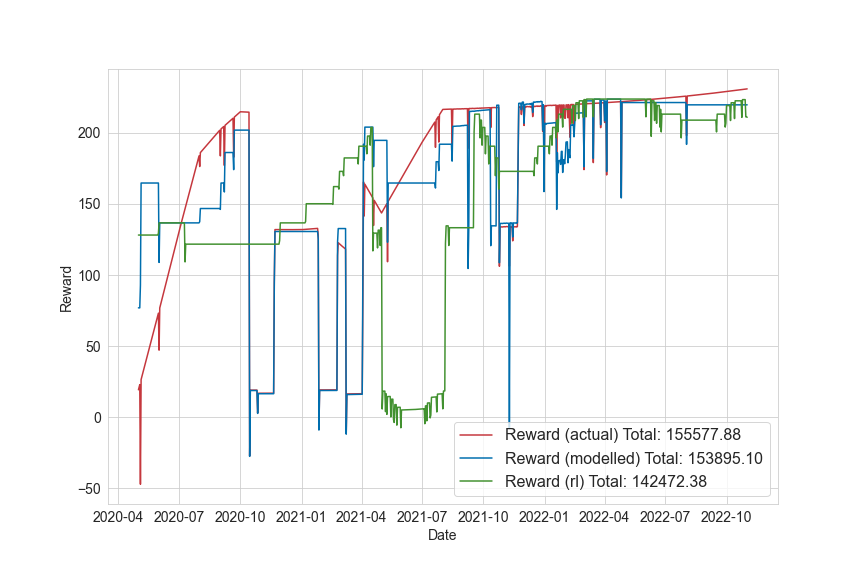 200
150
100
50
0
−50
Reward
2020-04 2020-07 2020-10 2021-01 2021-04 2021-07 2021-10 2022-01 2022-04 2022-07 2022-10
Date
Reward (actual) Total: 155577.88
Reward (modelled) Total: 153895.10
Reward (rl) Total: 142472.38